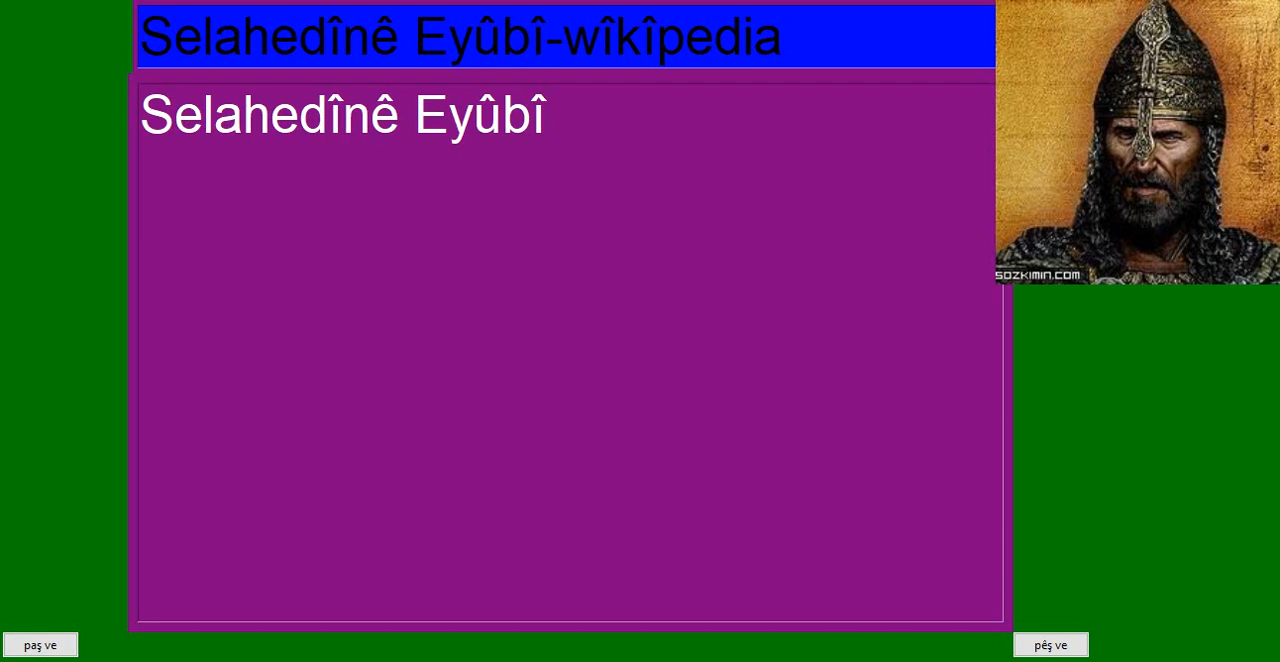 Selahedînê Eyûbî-wîkîpedia
Selahedînê Eyûbî
SOZKIMIN.COM
paş ve
pêş ve